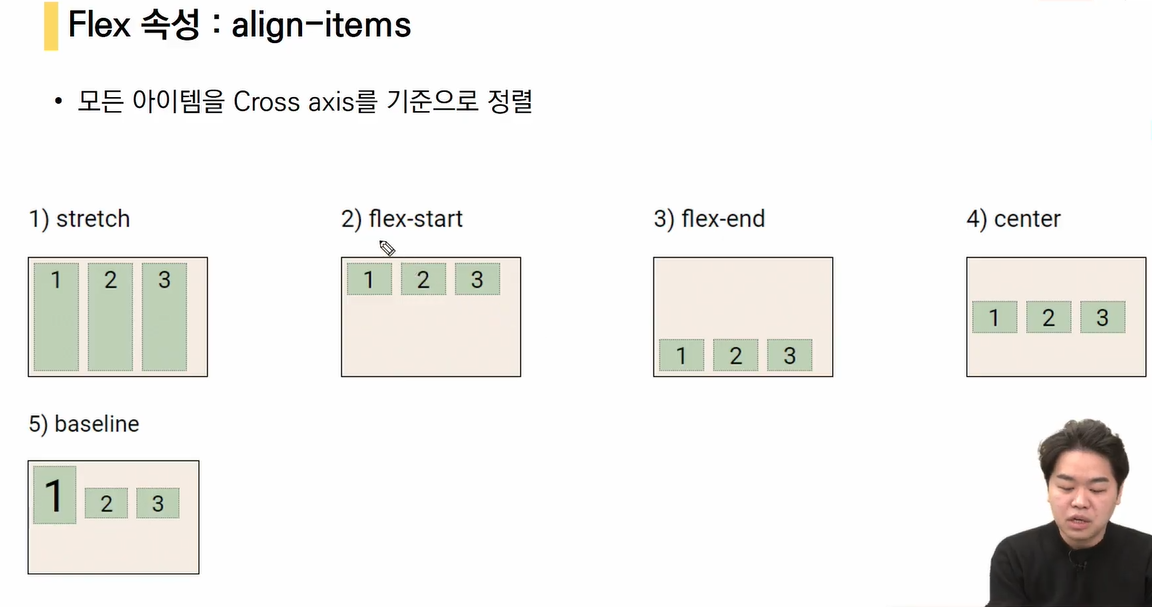 Flex 속성 : align-items
• 모든 아이템을 Cross axis를 기준으로 정렬
1) stretch
1 2 3
2) flex-start
1 2 3
3) flex-end
1 2 3
4) center
1 2 3
5) baseline
1 2 3